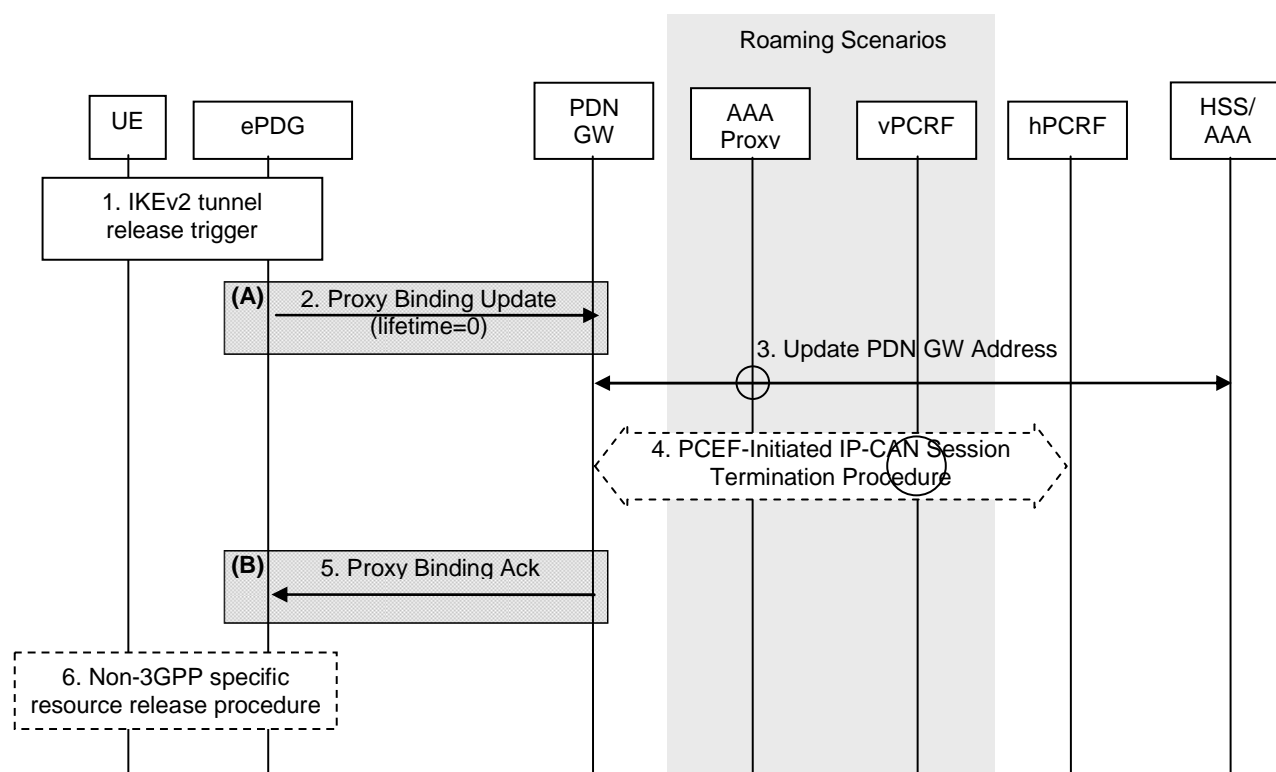 Roaming Scenarios
UE
ePDG
PDN
GW
AAA
Proxy
vPCRF
hPCRF
HSS/
AAA
1. IKEv2 tunnel
release trigger
(A)
2. Proxy Binding Update
(lifetime=0)
3. Update PDN GW Address
4. PCEF-Initiated IP-CAN Session
Termination Procedure
(B)
5. Proxy Binding Ack
6. Non-3GPP specific
resource release procedure